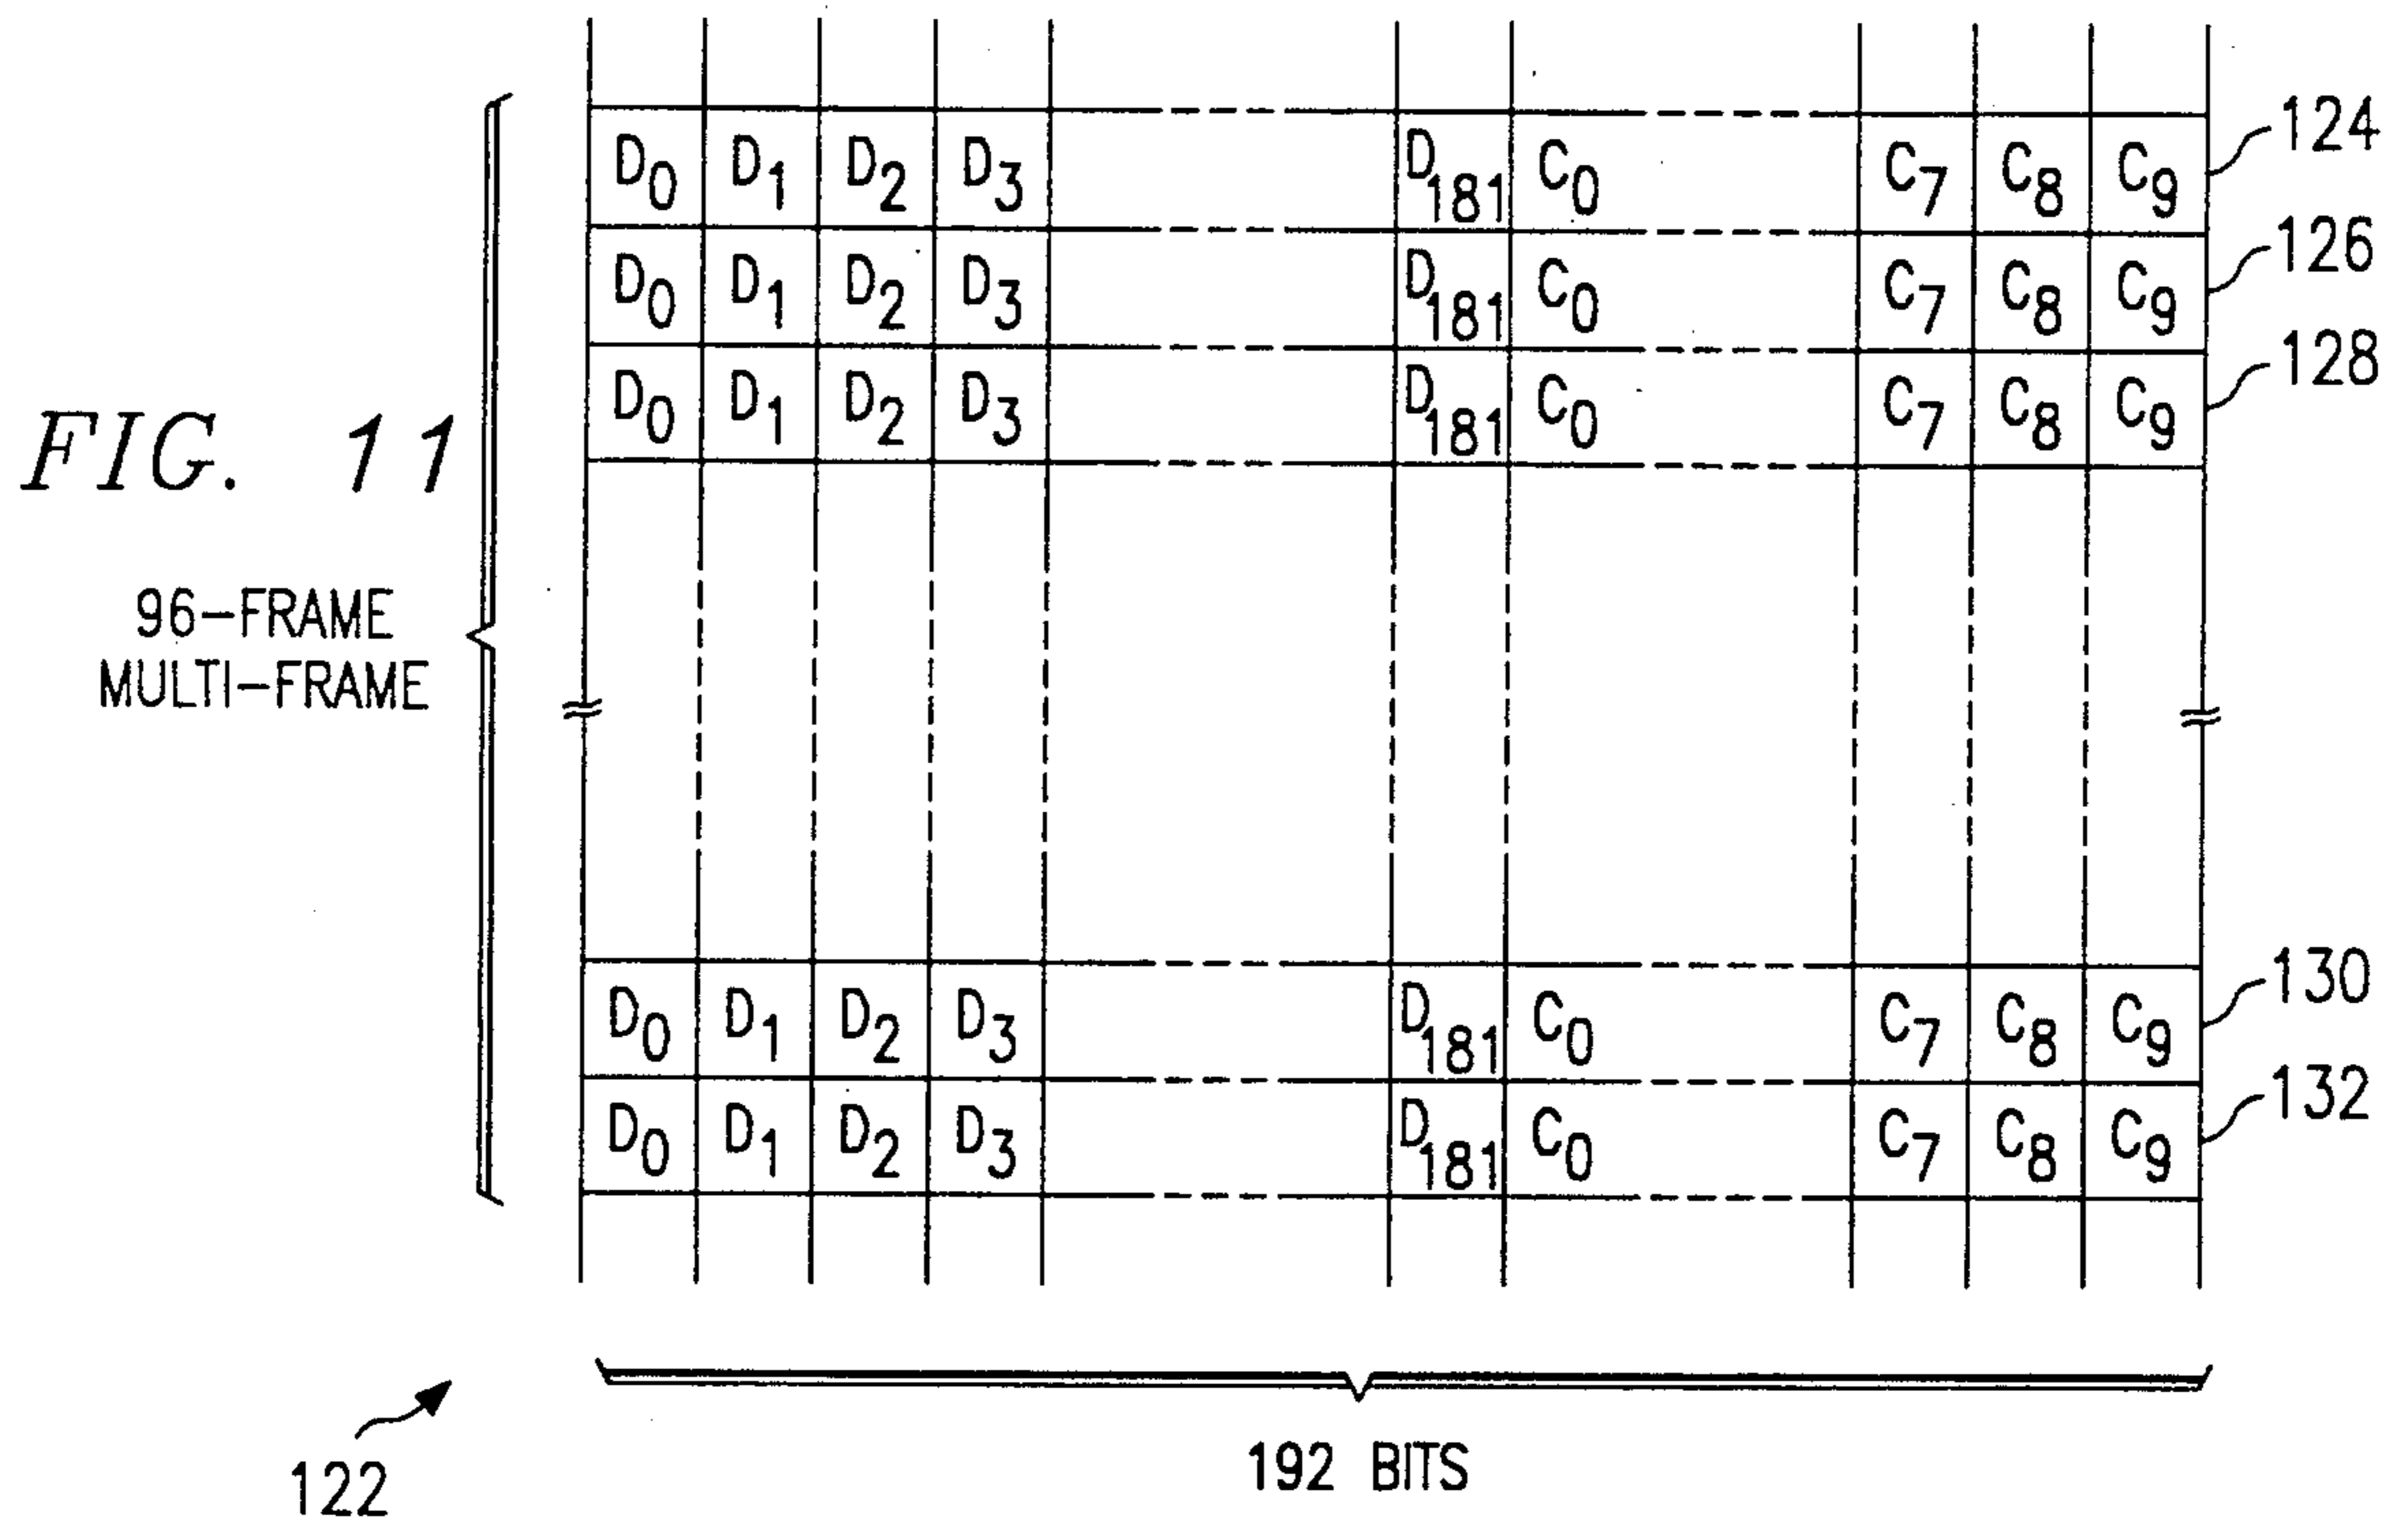 D0 D1 D2 D3 D181 C0 C7 C8 C9 124
D0 D1 D2 D3 D181 C0 C7 C8 C9 126
D0 D1 D2 D3 D181 C0 C7 C8 C9 128
FIG. 11
96-FRAME
MULTI-FRAME
D0 D1 D2 D3 D181 C0 C7 C8 C9 130
D0 D1 D2 D3 D181 C0 C7 C8 C9 132
122
192 BITS